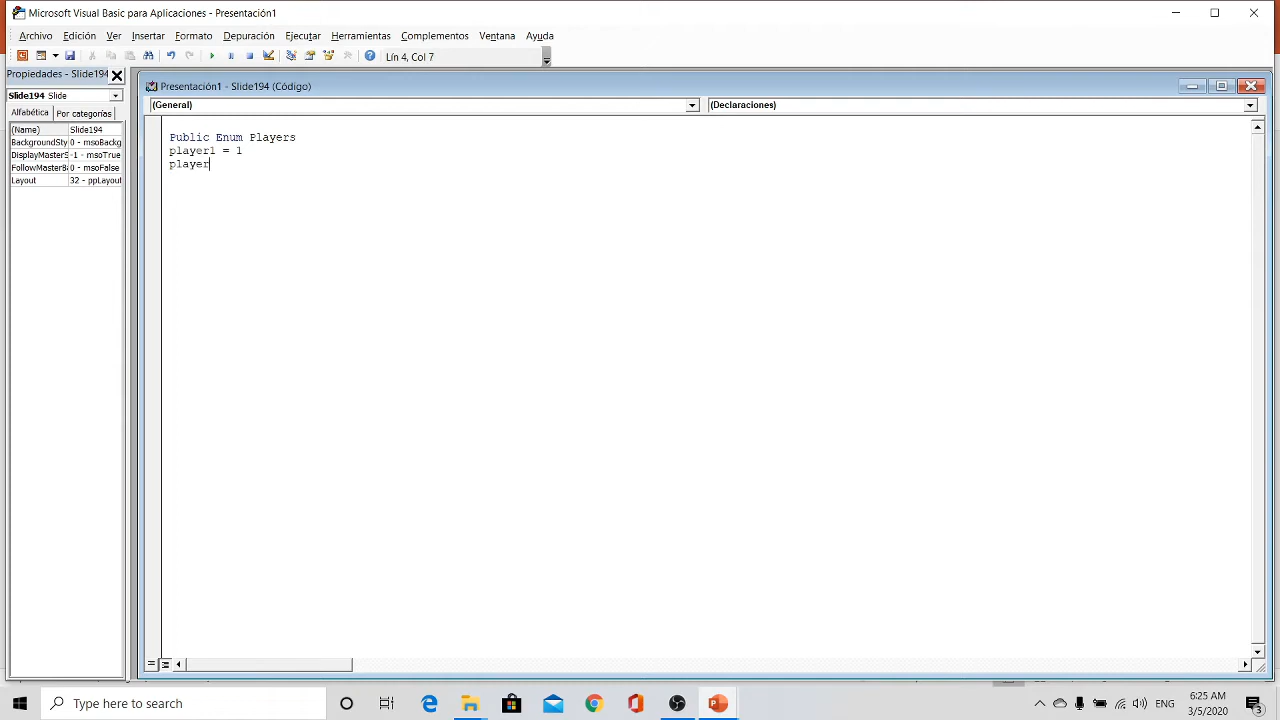 Microsoft Visual Basic para Aplicaciones - Presentación1
Archivo Edición Ver Insertar Formato Depuración Ejecutar Herramientas Complementos Ventana Ayuda
Lín 4, Col 7
Propiedades - Slide194
Slide194 Slide
Alfabética Por categorías
(Name) Slide194
BackgroundSty 0 - msoBackg
DisplayMasterS -1 - msoTrue
FollowMasterBa 0 - msoFalse
Layout 32 - ppLayout
Presentación1 - Slide194 (Código)
(General) (Declaraciones)
Public Enum Players
player1 = 1
player
Type here to search
ENG
6:25 AM
3/5/2020
3